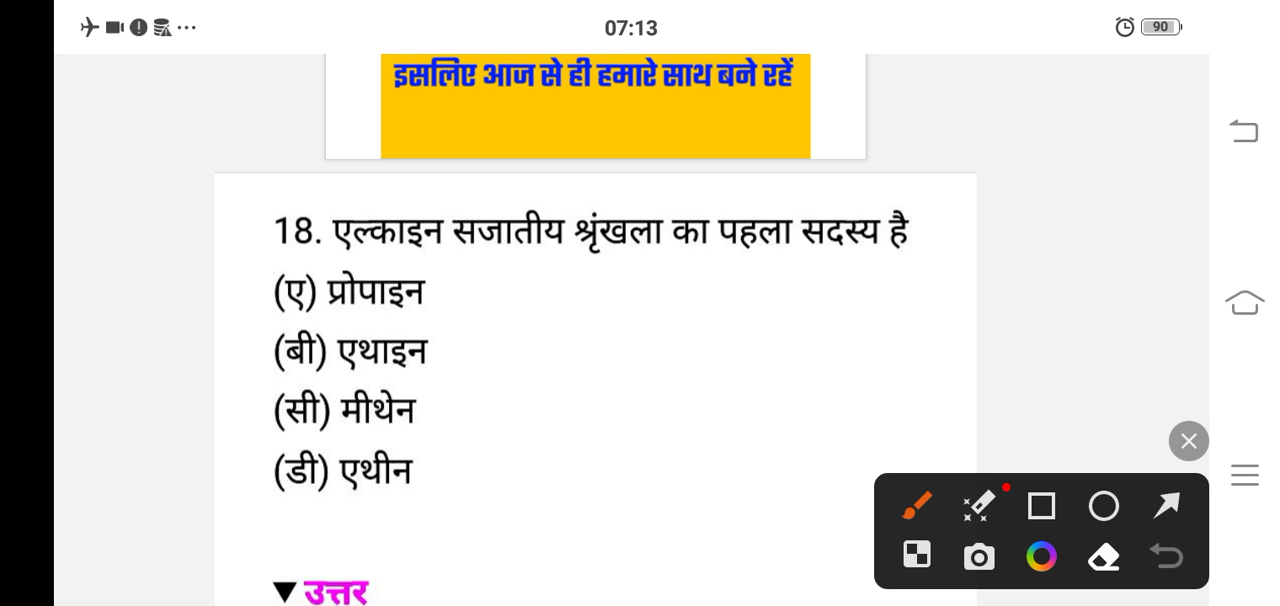 07:13
90
इसलिए आज से ही हमारे साथ बने रहें
18. एल्काइन सजातीय श्रृंखला का पहला सदस्य है
(ए) प्रोपाइन
(बी) एथाइन
(सी) मीथेन
(डी) एथीन
▼ उत्तर